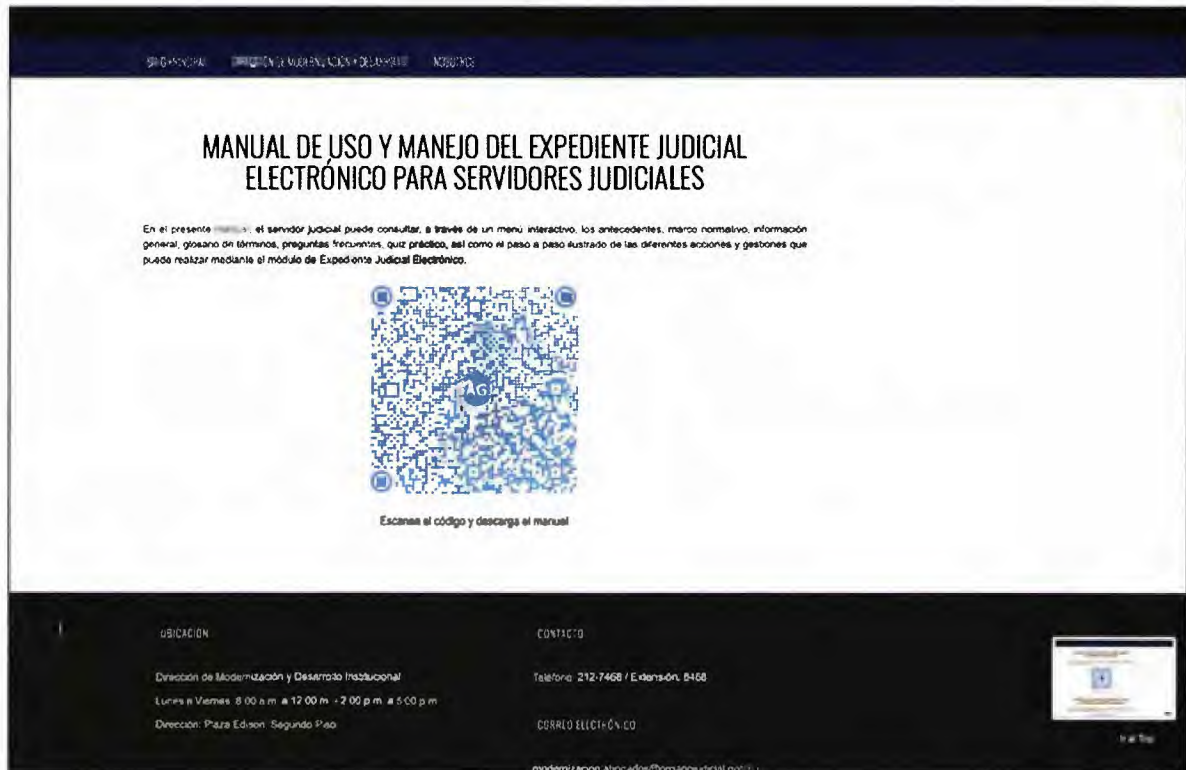 NOSOTROS
MANUAL DE USO Y MANEJO DEL EXPEDIENTE JUDICIAL
ELECTRÓNICO PARA SERVIDORES JUDICIALES
En el presente el servidor judicial puede consultar, a través de un menú interactivo, los antecedentes, marco normativo, información
general, glosario de términos, preguntas frecuentes, quiz práctico, así como el paso a paso ilustrado de las diferentes acciones y gestiones que
puede realizar mediante el módulo de Expediente Judicial Electrónico.
AGJ
Escanea el código y descarga el manual
UBICACIÓN
Dirección de Modernización y Desarrollo Institucional
Lunes a Viernes 8:00 a.m. a 12:00 m. - 2:00 p.m. a 5:00 p.m.
Dirección: Plaza Edison, Segundo Piso
CONTACTO
Teléfono: 212-7468 / Extensión: 8468
CORREO ELECTRÓNICO